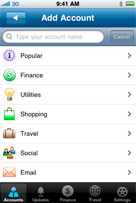 3G 9:41 AM
Add Account
Type your account name
Cancel
Popular
Finance
Utilities
Shopping
Travel
Social
Email
Accounts Updates Finance Travel Settings